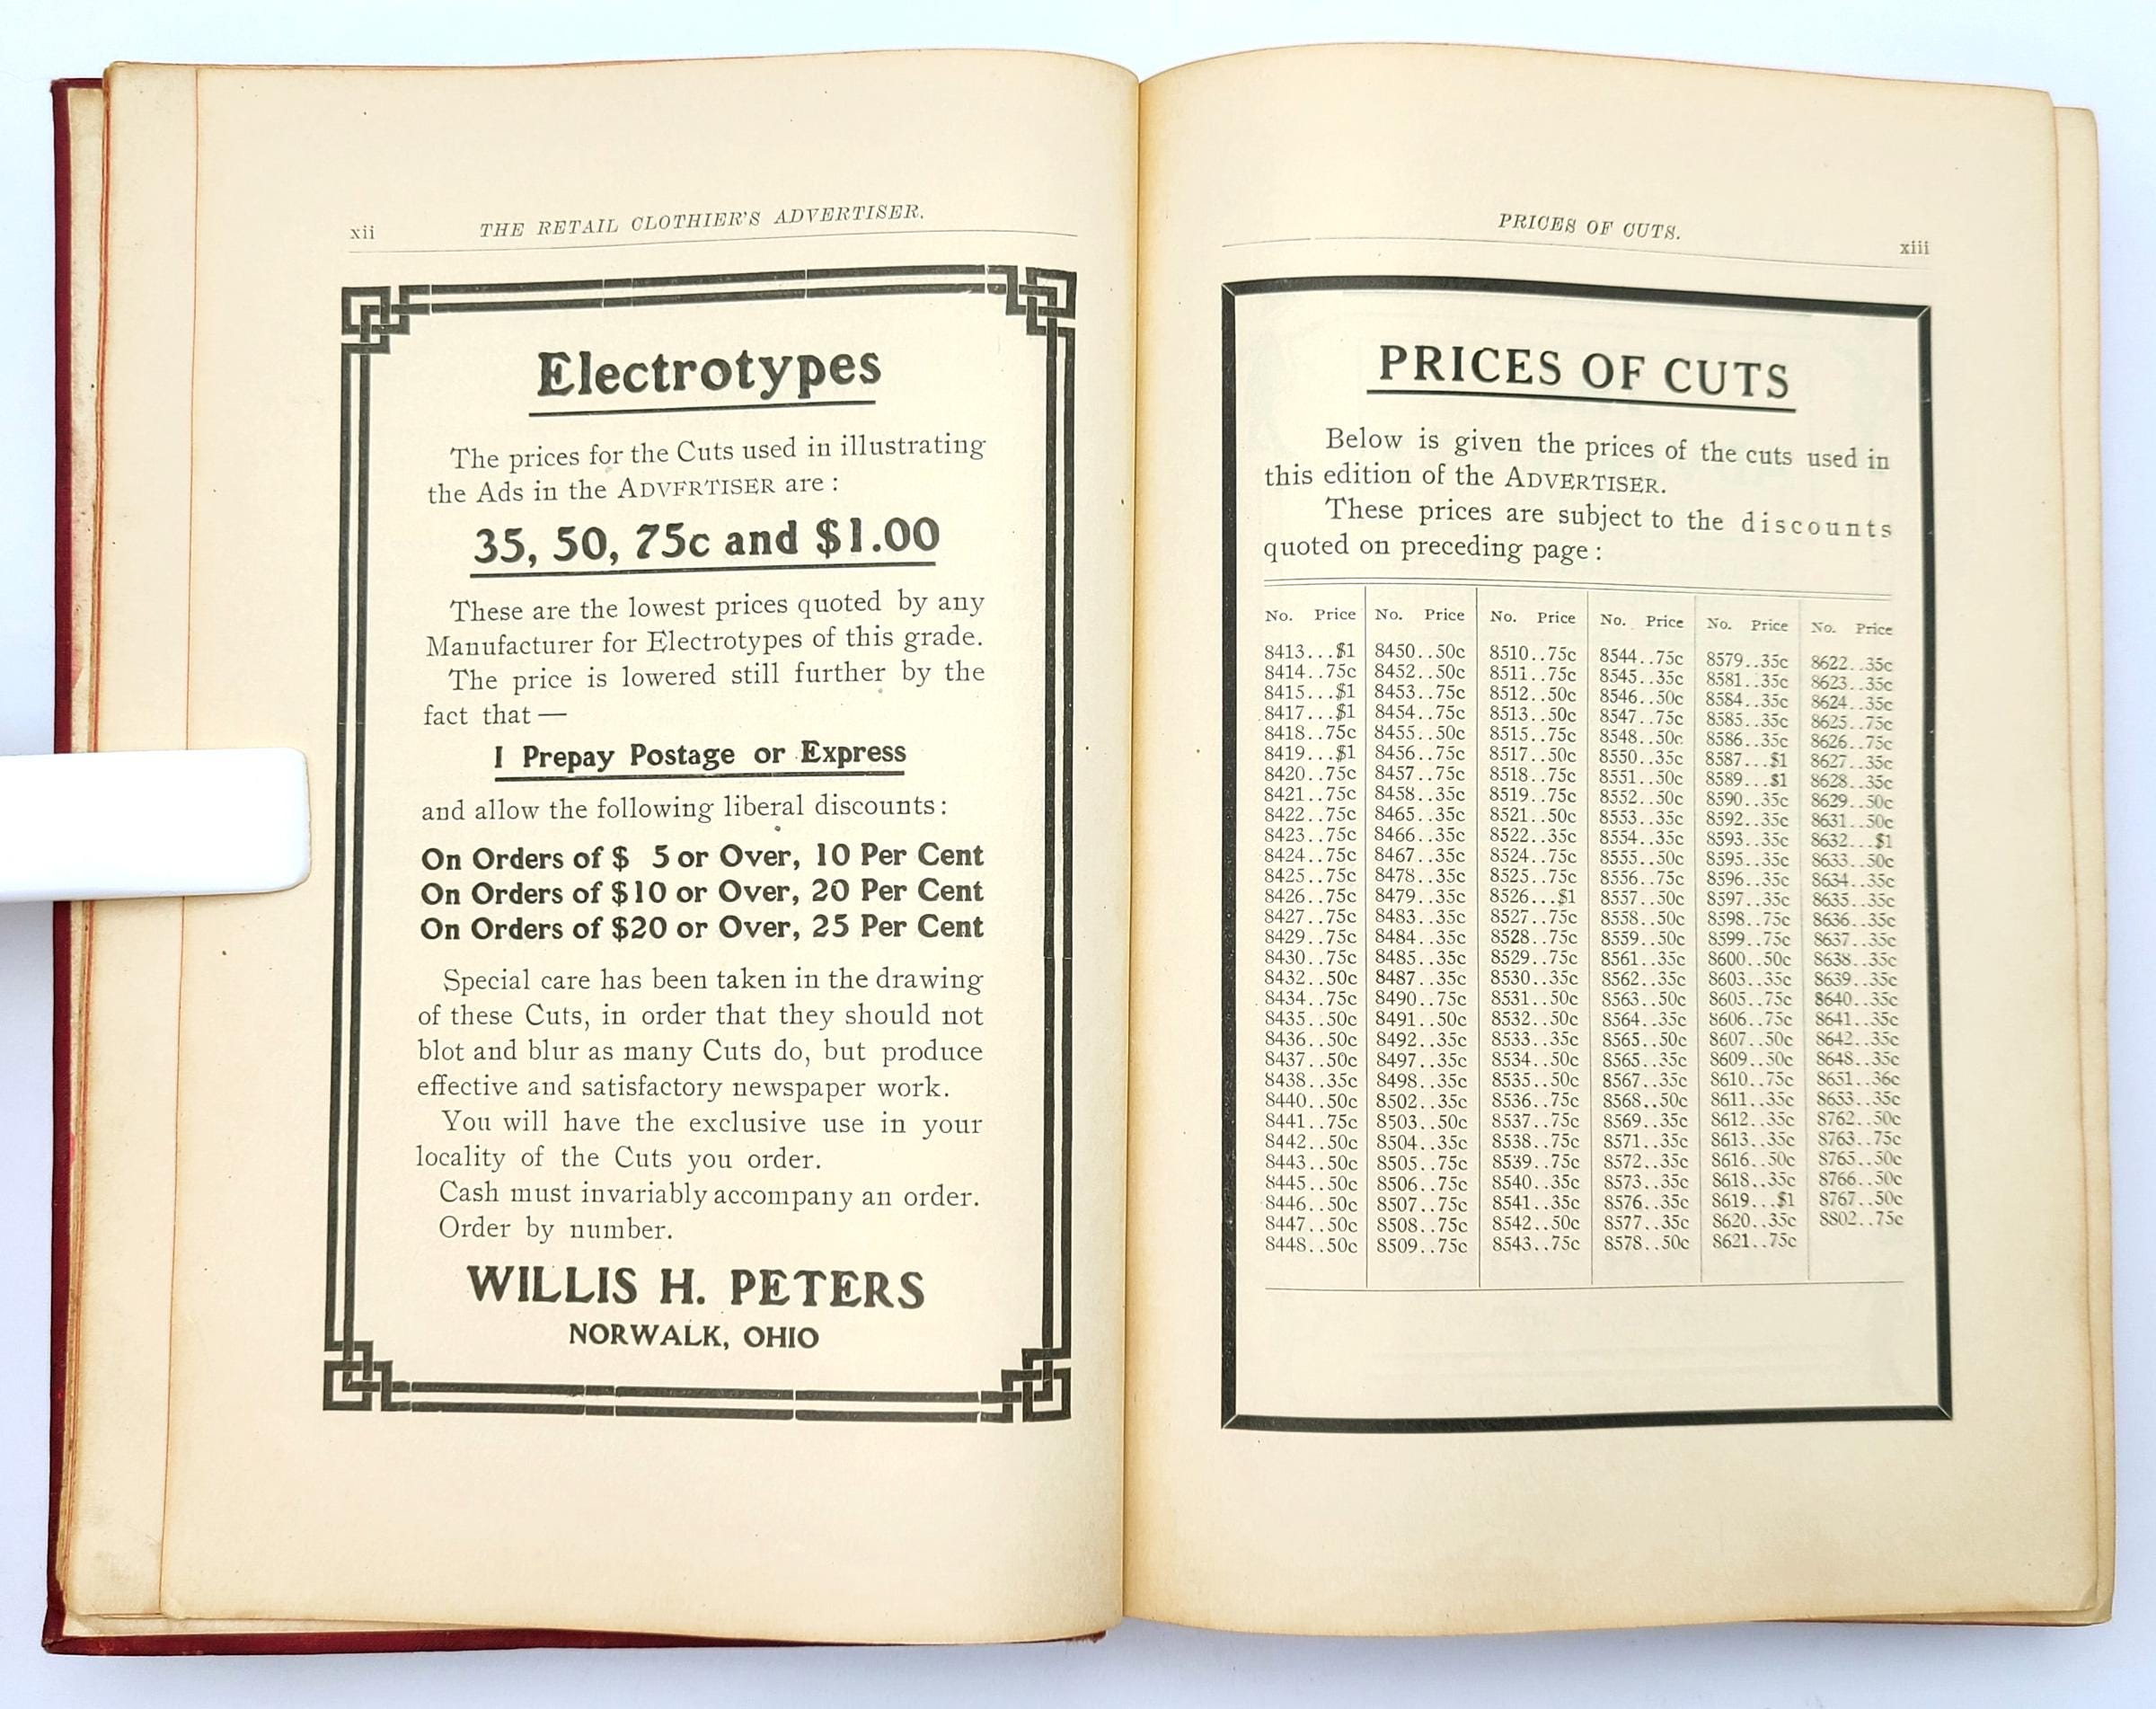 xii THE RETAIL CLOTHIER'S ADVERTISER.
Electrotypes
The prices for the Cuts used in illustrating
the Ads in the ADVFRTISER are :
35, 50, 75c and $1.00
These are the lowest prices quoted by any
Manufacturer for Electrotypes of this grade.
The price is lowered still further by the
fact that —
I Prepay Postage or Express
and allow the following liberal discounts:
On Orders of $ 5 or Over, 10 Per Cent
On Orders of $10 or Over, 20 Per Cent
On Orders of $20 or Over, 25 Per Cent
Special care has been taken in the drawing
of these Cuts, in order that they should not
blot and blur as many Cuts do, but produce
effective and satisfactory newspaper work.
You will have the exclusive use in your
locality of the Cuts you order.
Cash must invariably accompany an order.
Order by number.
WILLIS H. PETERS
NORWALK, OHIO
PRICES OF CUTS. xiii
PRICES OF CUTS
Below is given the prices of the cuts used in
this edition of the ADVERTISER.
These prices are subject to the discounts
quoted on preceding page :
No. Price No. Price No. Price No. Price No. Price No. Price
8413...$1 8450..50c 8510..75c 8544..75c 8579..35c 8622..35c
8414..75c 8452..50c 8511..75c 8545..35c 8581..35c 8623..35c
8415...$1 8453..75c 8512..50c 8546..50c 8584..35c 8624..35c
8417...$1 8454..75c 8513..50c 8547..75c 8585..35c 8625..75c
8418..75c 8455..50c 8515..75c 8548..50c 8586..35c 8626..75c
8419...$1 8456..75c 8517..50c 8550..35c 8587...$1 8627..35c
8420..75c 8457..75c 8518..75c 8551..50c 8589...$1 8628..35c
8421..75c 8458..35c 8519..75c 8552..50c 8590..35c 8629..50c
8422..75c 8465..35c 8521..50c 8553..35c 8592..35c 8631..50c
8423..75c 8466..35c 8522..35c 8554..35c 8593..35c 8632...$1
8424..75c 8467..35c 8524..75c 8555..50c 8595..35c 8633..50c
8425..75c 8478..35c 8525..75c 8556..75c 8596..35c 8634..35c
8426..75c 8479..35c 8526...$1 8557..50c 8597..35c 8635..35c
8427..75c 8483..35c 8527..75c 8558..50c 8598..75c 8636..35c
8429..75c 8484..35c 8528..75c 8559..50c 8599..75c 8637..35c
8430..75c 8485..35c 8529..75c 8561..35c 8600..50c 8638..35c
8432..50c 8487..35c 8530..35c 8562..35c 8603..35c 8639..35c
8434..75c 8490..75c 8531..50c 8563..50c 8605..75c 8640..35c
8435..50c 8491..50c 8532..50c 8564..35c 8606..75c 8641..35c
8436..50c 8492..35c 8533..35c 8565..50c 8607..50c 8642..35c
8437..50c 8497..35c 8534..50c 8565..35c 8609..50c 8648..35c
8438..35c 8498..35c 8535..50c 8567..35c 8610..75c 8651..36c
8440..50c 8502..35c 8536..75c 8568..50c 8611..35c 8653..35c
8441..75c 8503..50c 8537..75c 8569..35c 8612..35c 8762..50c
8442..50c 8504..35c 8538..75c 8571..35c 8613..35c 8763..75c
8443..50c 8505..75c 8539..75c 8572..35c 8616..50c 8765..50c
8445..50c 8506..75c 8540..35c 8573..35c 8618..35c 8766..50c
8446..50c 8507..75c 8541..35c 8576..35c 8619...$1 8767..50c
8447..50c 8508..75c 8542..50c 8577..35c 8620..35c 8802..75c
8448..50c 8509..75c 8543..75c 8578..50c 8621..75c